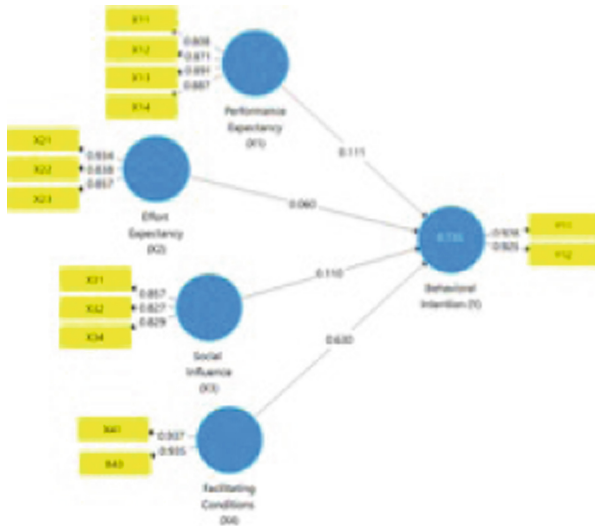 X11
X12
X13
X14
0.871
0.891
0.887
Performance
Expectancy
(X1)
0.111
X21
X22
X23
0.934
0.838
0.857
Effort
Expectancy
(X2)
0.060
X31
X32
X34
0.857
0.827
0.829
Social
Influence
(X3)
0.110
X41
X43
0.937
0.935
Facilitating
Conditions
(X4)
0.630
Behavioral
Intention (Y)
0.925
Y11
Y12